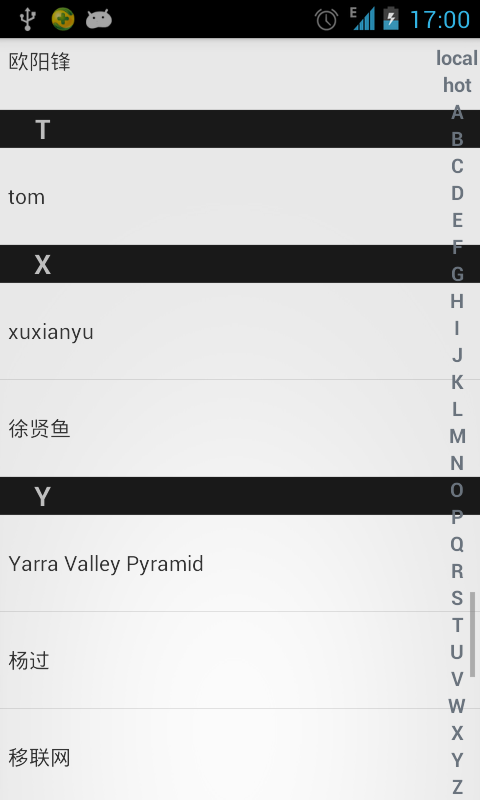 E
17:00
欧阳锋
T
tom
X
xuxianyu
徐贤鱼
Y
Yarra Valley Pyramid
杨过
移联网
local
hot
A
B
C
D
E
F
G
H
I
J
K
L
M
N
O
P
Q
R
S
T
U
V
W
X
Y
Z